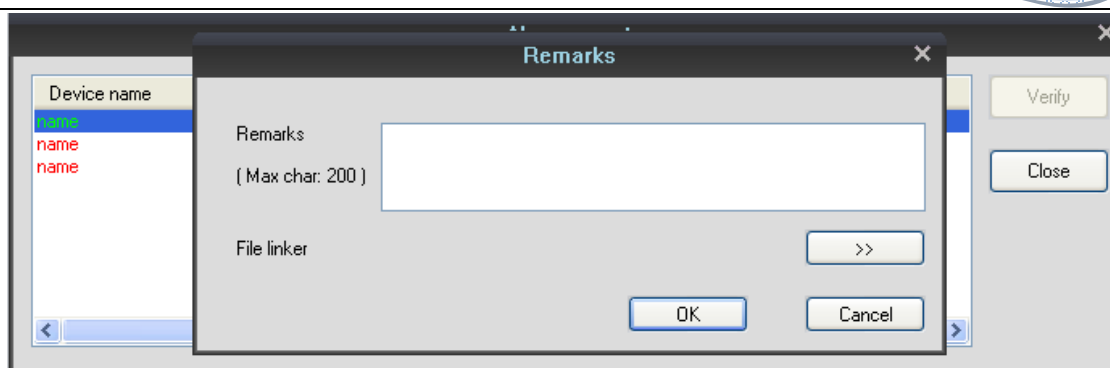 Remarks
Device name
name
name
name
Remarks
( Max char: 200 )
File linker
>>
OK
Cancel
Verify
Close